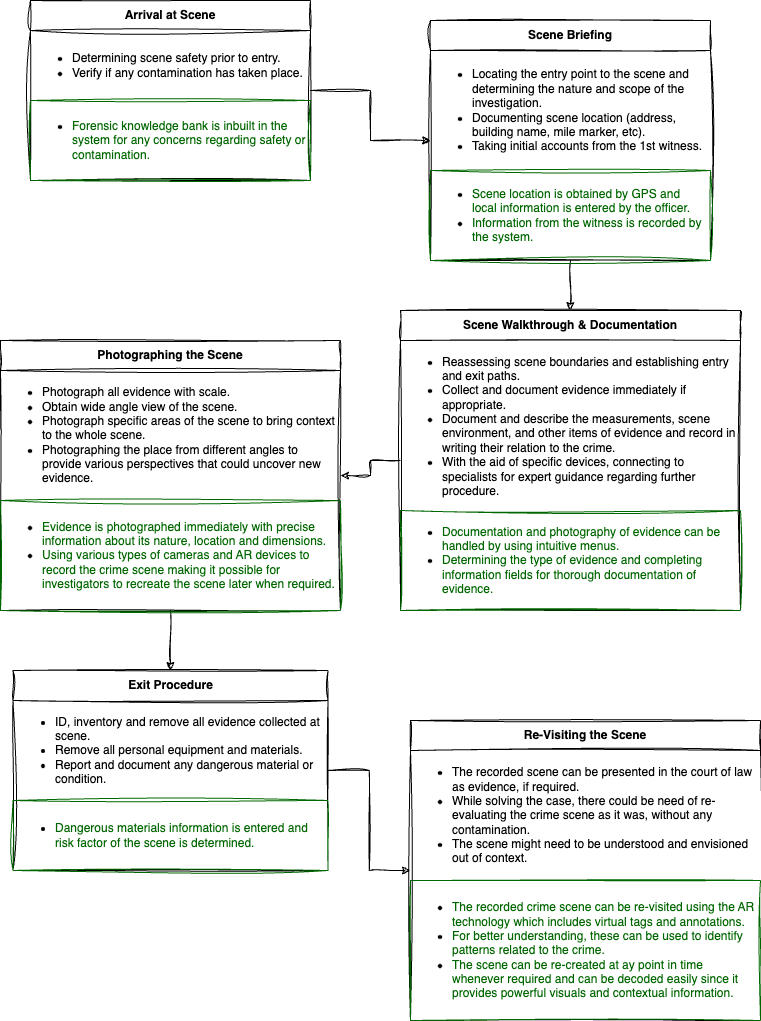 Arrival at Scene
Determining scene safety prior to entry.
Verify if any contamination has taken place.
Forensic knowledge bank is inbuilt in the
system for any concerns regarding safety or
contamination.
Scene Briefing
Locating the entry point to the scene and
determining the nature and scope of the
investigation.
Documenting scene location (address,
building name, mile marker, etc).
Taking initial accounts from the 1st witness.
Scene location is obtained by GPS and
local information is entered by the officer.
Information from the witness is recorded by
the system.
Scene Walkthrough & Documentation
Reassessing scene boundaries and establishing entry
and exit paths.
Collect and document evidence immediately if
appropriate.
Document and describe the measurements, scene
environment, and other items of evidence and record in
writing their relation to the crime.
With the aid of specific devices, connecting to
specialists for expert guidance regarding further
procedure.
Documentation and photography of evidence can be
handled by using intuitive menus.
Determining the type of evidence and completing
information fields for thorough documentation of
evidence.
Photographing the Scene
Photograph all evidence with scale.
Obtain wide angle view of the scene.
Photograph specific areas of the scene to bring context
to the whole scene.
Photographing the place from different angles to
provide various perspectives that could uncover new
evidence.
Evidence is photographed immediately with precise
information about its nature, location and dimensions.
Using various types of cameras and AR devices to
record the crime scene making it possible for
investigators to recreate the scene later when required.
Exit Procedure
ID, inventory and remove all evidence collected at
scene.
Remove all personal equipment and materials.
Report and document any dangerous material or
condition.
Dangerous materials information is entered and
risk factor of the scene is determined.
Re-Visiting the Scene
The recorded scene can be presented in the court of law
as evidence, if required.
While solving the case, there could be need of re-
evaluating the crime scene as it was, without any
contamination.
The scene might need to be understood and envisioned
out of context.
The recorded crime scene can be re-visited using the AR
technology which includes virtual tags and annotations.
For better understanding, these can be used to identify
patterns related to the crime.
The scene can be re-created at ay point in time
whenever required and can be decoded easily since it
provides powerful visuals and contextual information.